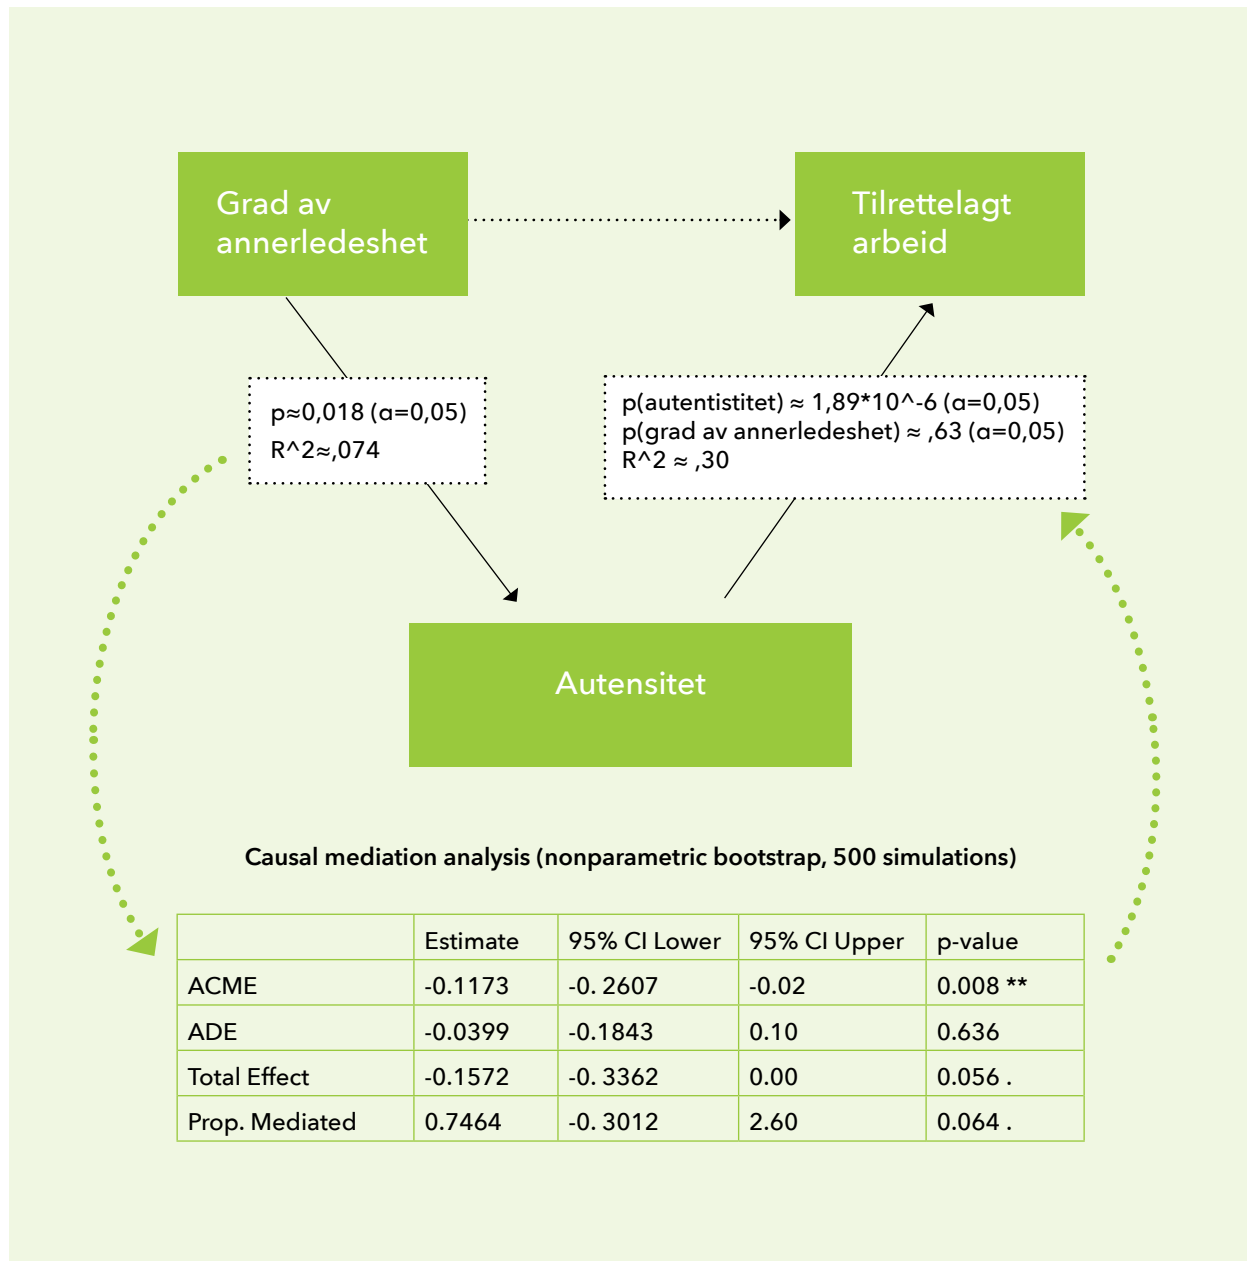 Grad av
annerledeshet
Tilrettelagt
arbeid
p≈0,018 (α=0,05)
R^2≈,074
p(autentistitet) ≈ 1,89*10^-6 (α=0,05)
p(grad av annerledeshet) ≈ ,63 (α=0,05)
R^2 ≈ ,30
Autensitet
Causal mediation analysis (nonparametric bootstrap, 500 simulations)
Estimate 95% CI Lower 95% CI Upper p-value
ACME -0.1173 -0. 2607 -0.02 0.008 **
ADE -0.0399 -0.1843 0.10 0.636
Total Effect -0.1572 -0. 3362 0.00 0.056 .
Prop. Mediated 0.7464 -0. 3012 2.60 0.064 .